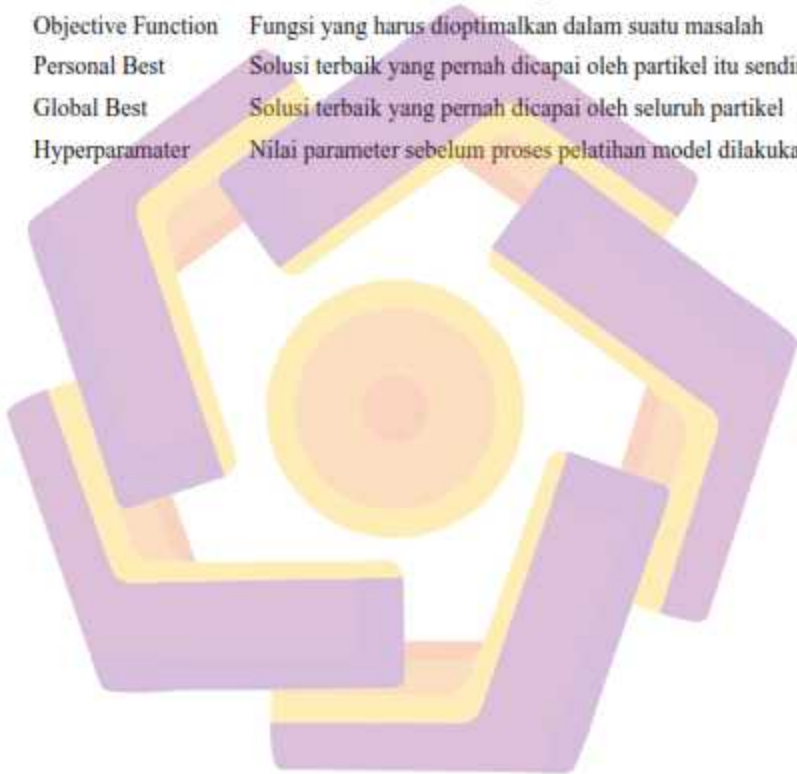 Objective Function Fungsi yang harus dioptimalkan dalam suatu masalah
Personal Best Solusi terbaik yang pernah dicapai oleh partikel itu sendir
Global Best Solusi terbaik yang pernah dicapai oleh seluruh partikel
Hyperparamater Nilai parameter sebelum proses pelatihan model dilakuka